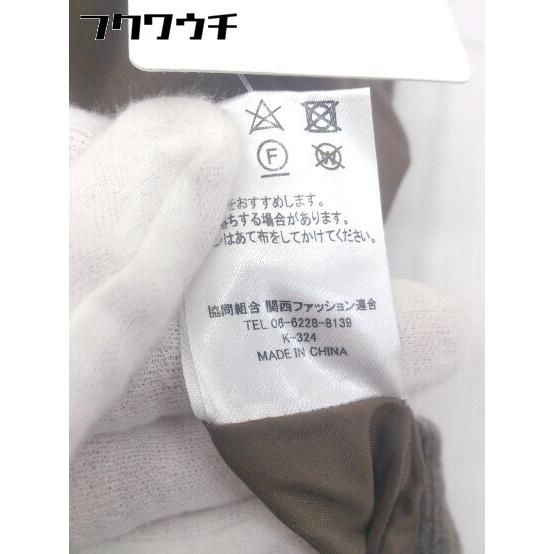 フクワウチ
F
W
をおすすめします。
ちする場合があります。
はあて布をしてかけてください。
協同組合 関西ファッション連合
TEL 06-6228-8139
K-324
MADE IN CHINA